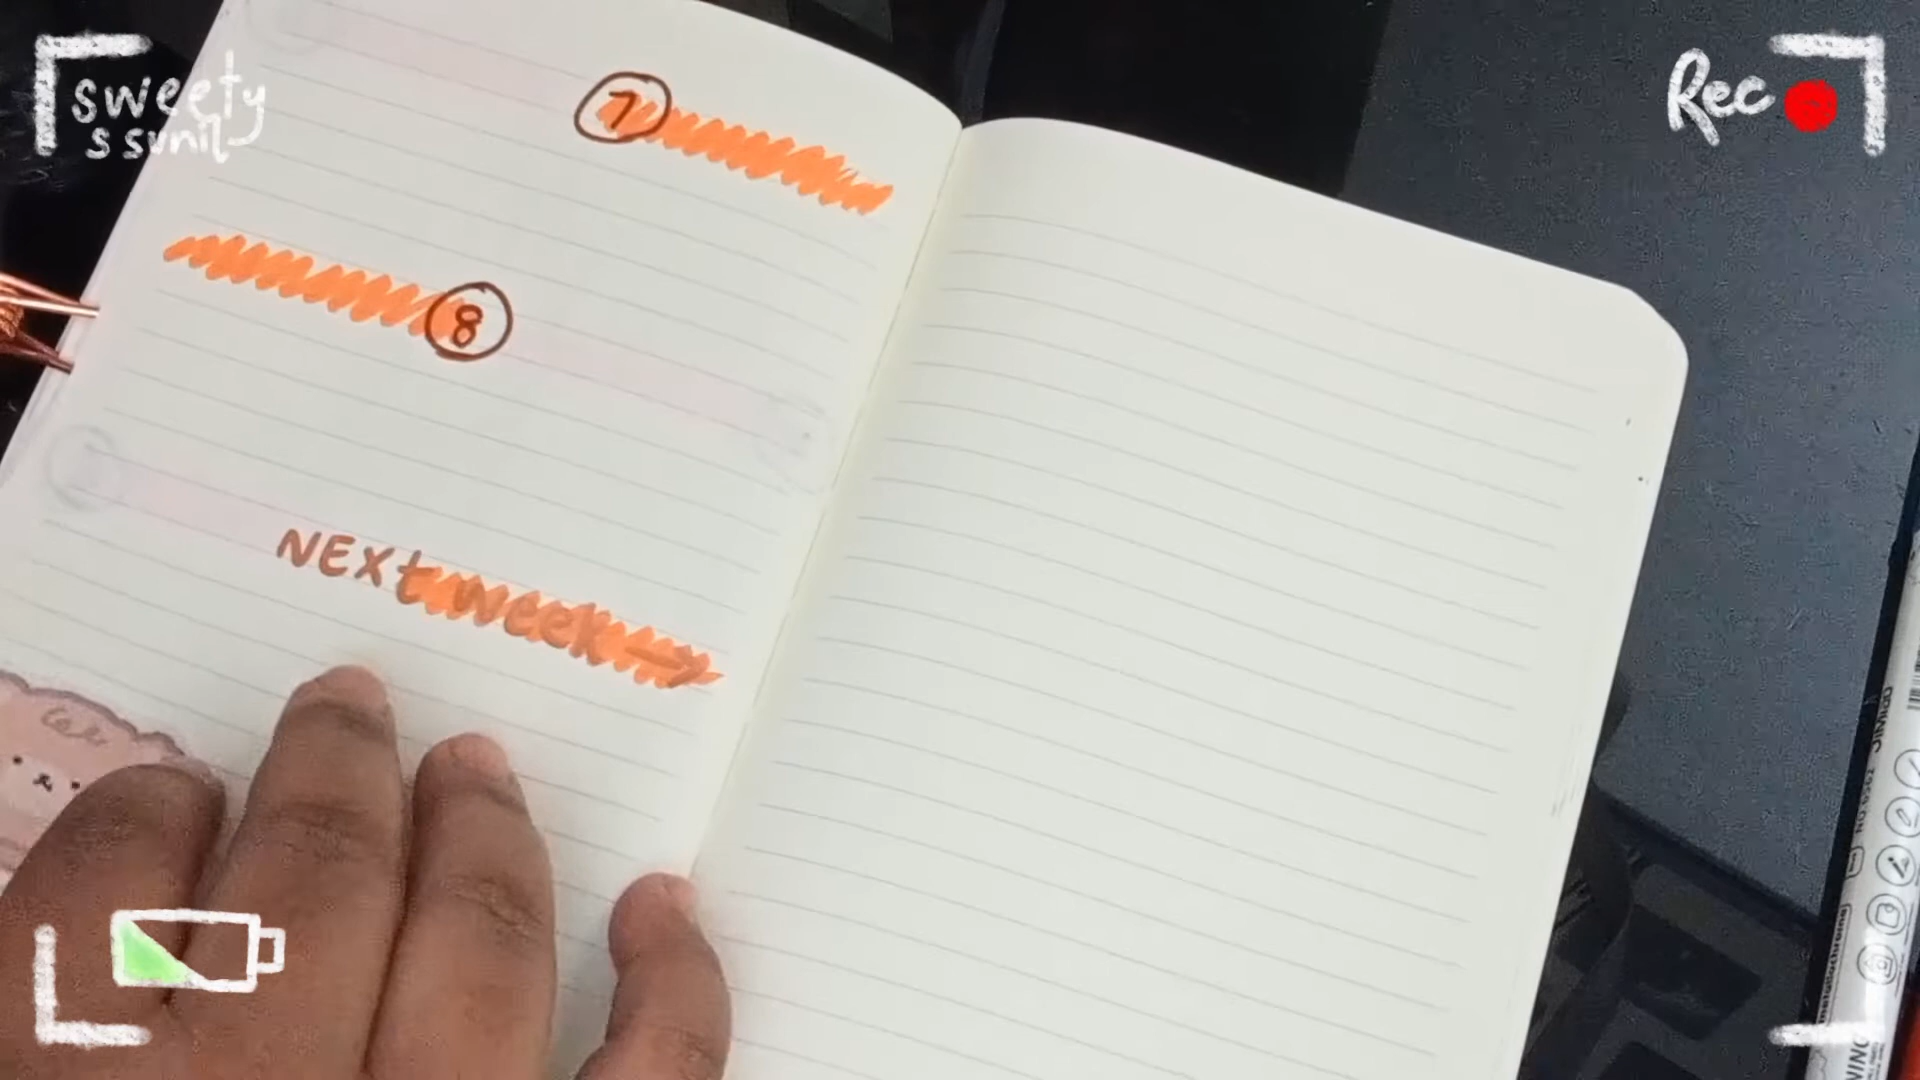 sweety
s sunil
Rec
7
8
NEXt week →